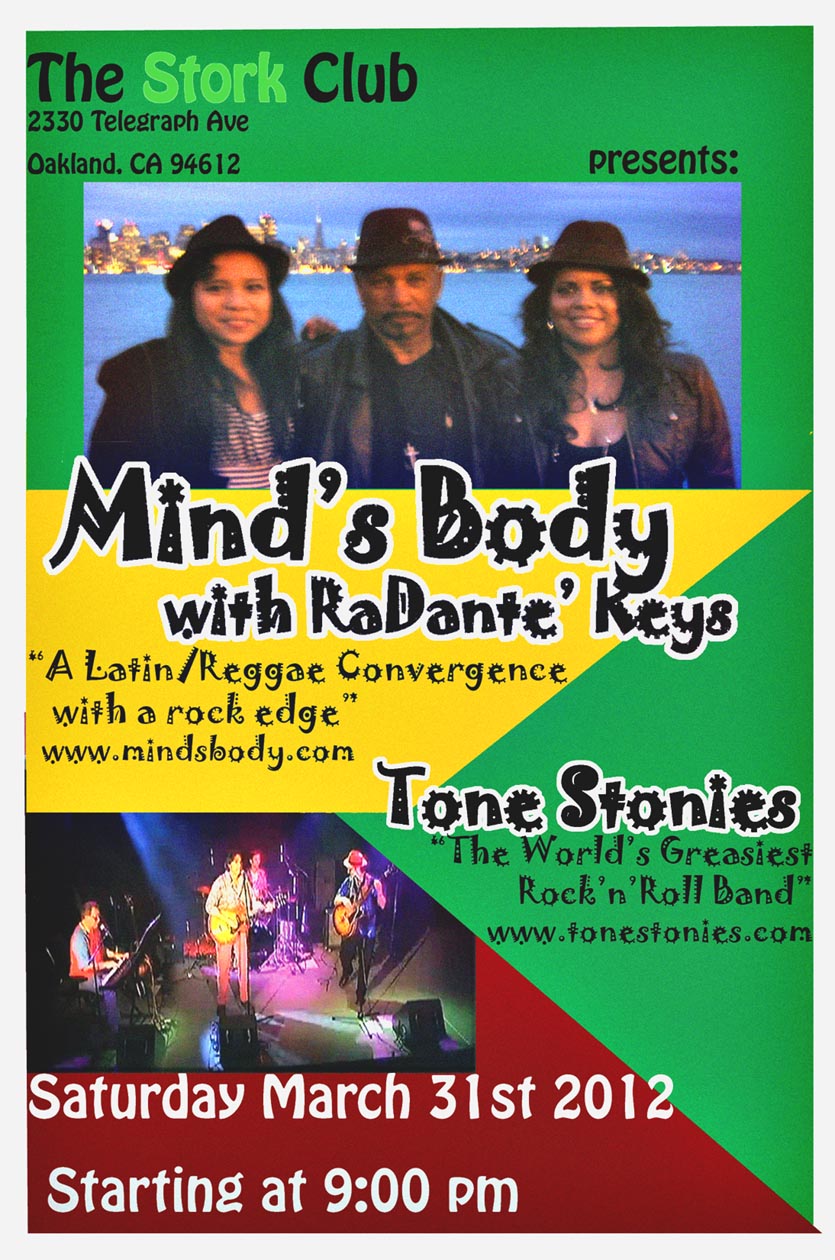 The Stork Club
2330 Telegraph Ave
Oakland, CA 94612
presents:
Mind's Body
with RaDante' Keys
"A Latin/Reggae Convergence
with a rock edge"
www.mindsbody.com
Tone Stonies
"The World's Greasiest
Rock'n'Roll Band"
www.tonestonies.com
Saturday March 31st 2012
Starting at 9:00 pm